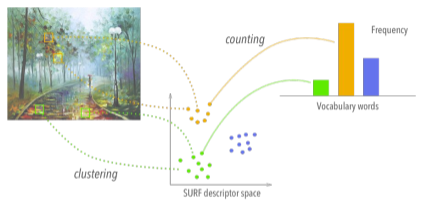 counting
Frequency
Vocabulary words
clustering
SURF descriptor space